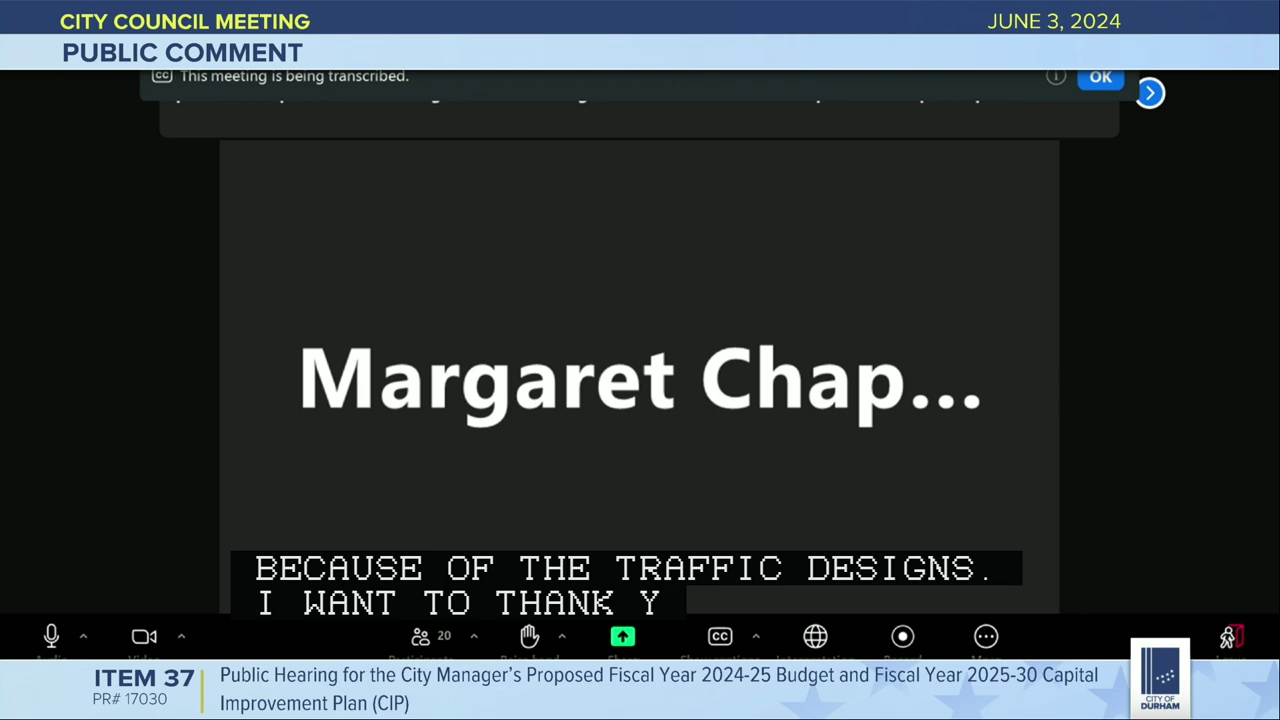 CITY COUNCIL MEETING
JUNE 3, 2024
PUBLIC COMMENT
CC This meeting is being transcribed.
OK
Margaret Chap...
BECAUSE OF THE TRAFFIC DESIGNS.
I WANT TO THANK Y
20
CC
ITEM 37
PR# 17030
Public Hearing for the City Manager's Proposed Fiscal Year 2024-25 Budget and Fiscal Year 2025-30 Capital
Improvement Plan (CIP)
CITY OF
DURHAM